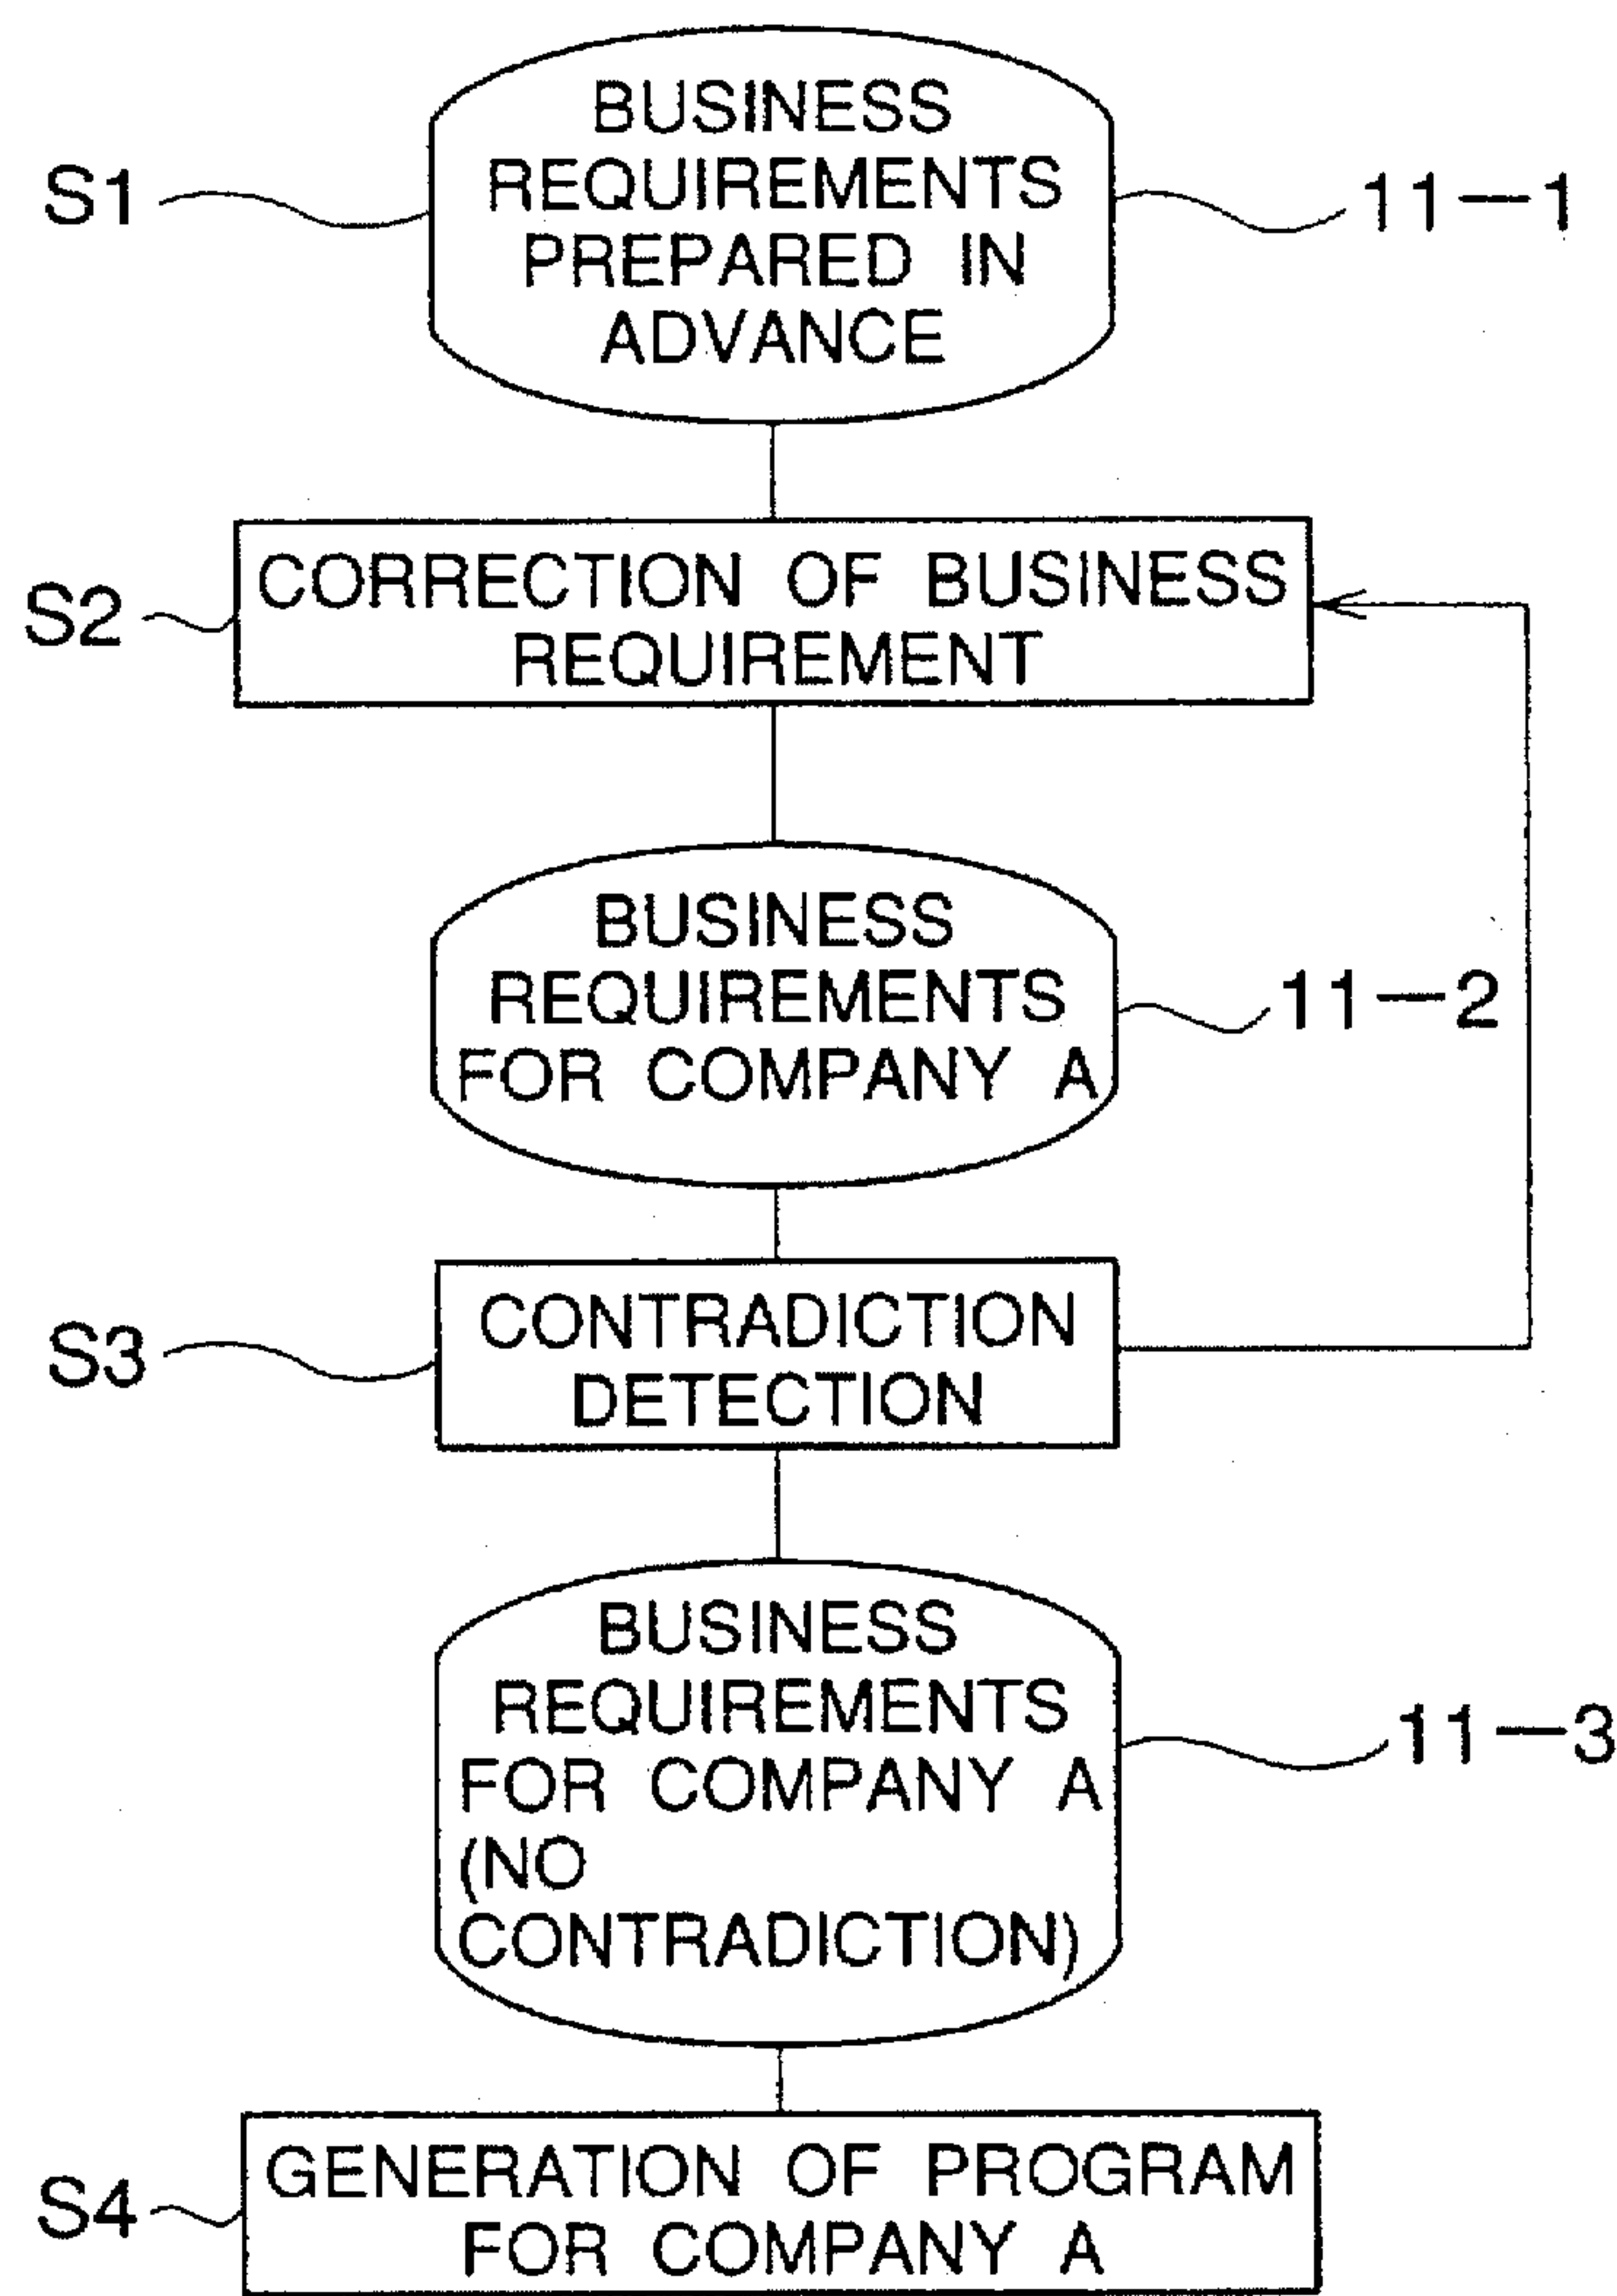 BUSINESS
REQUIREMENTS
PREPARED IN
ADVANCE
S1
11-1
CORRECTION OF BUSINESS
REQUIREMENT
S2
BUSINESS
REQUIREMENTS
FOR COMPANY A
11-2
CONTRADICTION
DETECTION
S3
BUSINESS
REQUIREMENTS
FOR COMPANY A
(NO
CONTRADICTION)
11-3
GENERATION OF PROGRAM
FOR COMPANY A
S4